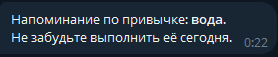 Напоминание по привычке: вода.
Не забудьте выполнить её сегодня.
0:22